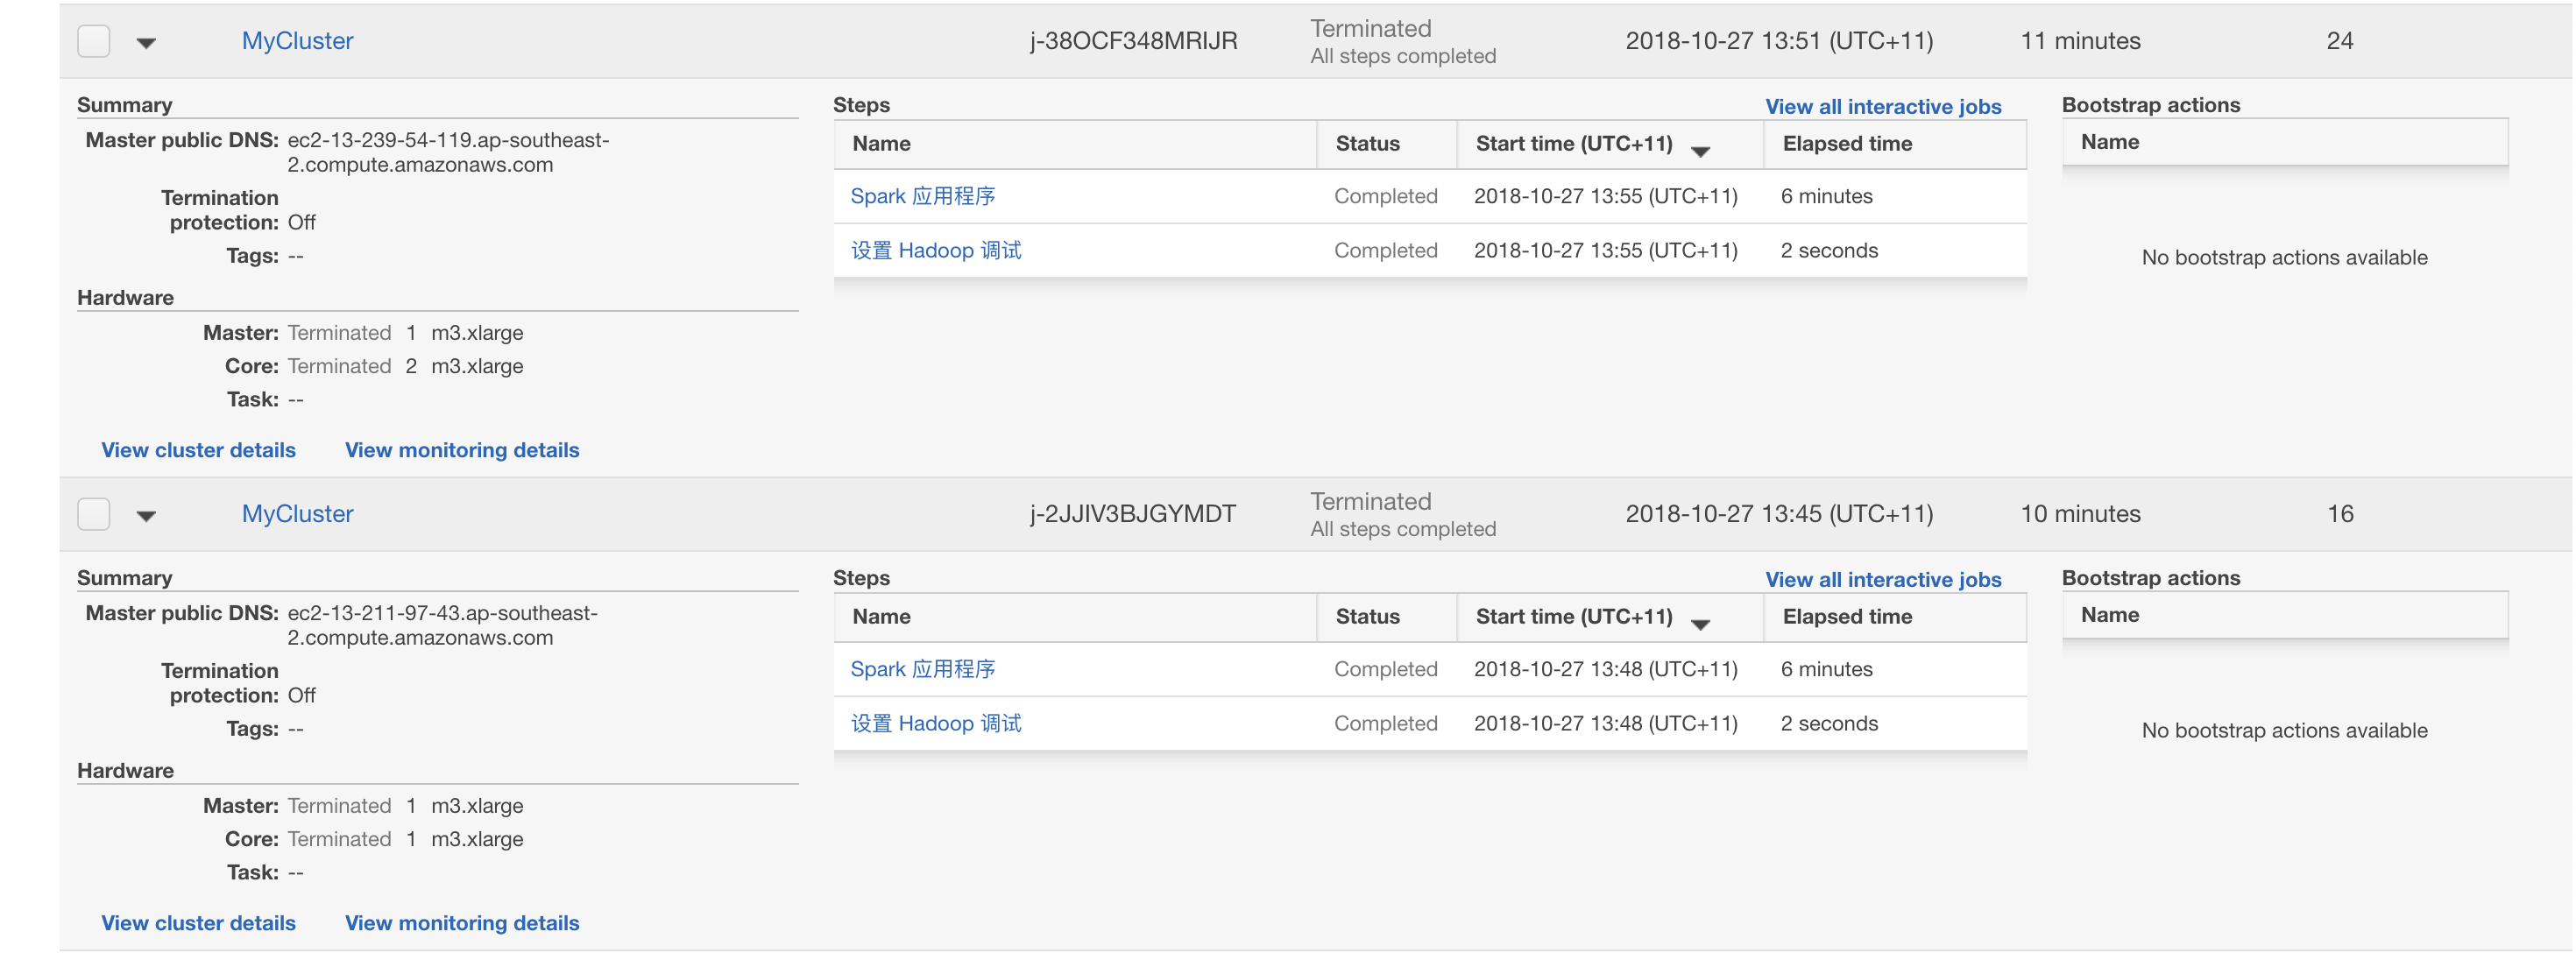 MyCluster j-38OCF348MRIJR Terminated 2018-10-27 13:51 (UTC+11) 11 minutes 24
All steps completed
Summary
Master public DNS: ec2-13-239-54-119.ap-southeast-
2.compute.amazonaws.com
Termination
protection: Off
Tags: --
Hardware
Master: Terminated 1 m3.xlarge
Core: Terminated 2 m3.xlarge
Task: --
View cluster details View monitoring details
Steps View all interactive jobs
Name Status Start time (UTC+11) Elapsed time
Spark 应用程序 Completed 2018-10-27 13:55 (UTC+11) 6 minutes
设置 Hadoop 调试 Completed 2018-10-27 13:55 (UTC+11) 2 seconds
Bootstrap actions
Name
No bootstrap actions available
MyCluster j-2JJIV3BJGYMDT Terminated 2018-10-27 13:45 (UTC+11) 10 minutes 16
All steps completed
Summary
Master public DNS: ec2-13-211-97-43.ap-southeast-
2.compute.amazonaws.com
Termination
protection: Off
Tags: --
Hardware
Master: Terminated 1 m3.xlarge
Core: Terminated 1 m3.xlarge
Task: --
View cluster details View monitoring details
Steps View all interactive jobs
Name Status Start time (UTC+11) Elapsed time
Spark 应用程序 Completed 2018-10-27 13:48 (UTC+11) 6 minutes
设置 Hadoop 调试 Completed 2018-10-27 13:48 (UTC+11) 2 seconds
Bootstrap actions
Name
No bootstrap actions available